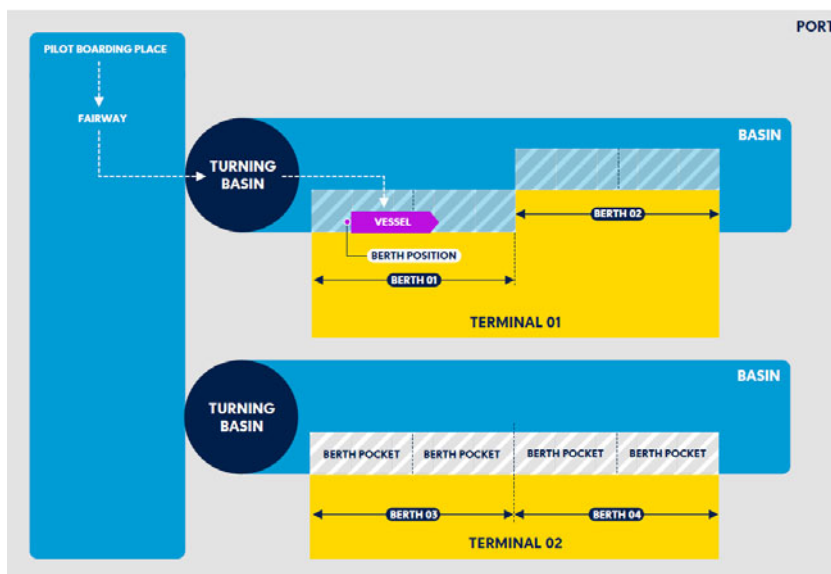 PORT
PILOT BOARDING PLACE
FAIRWAY
TURNING
BASIN
BASIN
BERTH 02
VESSEL
BERTH POSITION
BERTH 01
TERMINAL 01
BASIN
TURNING
BASIN
BERTH POCKET
BERTH POCKET
BERTH POCKET
BERTH POCKET
BERTH 03
BERTH 04
TERMINAL 02